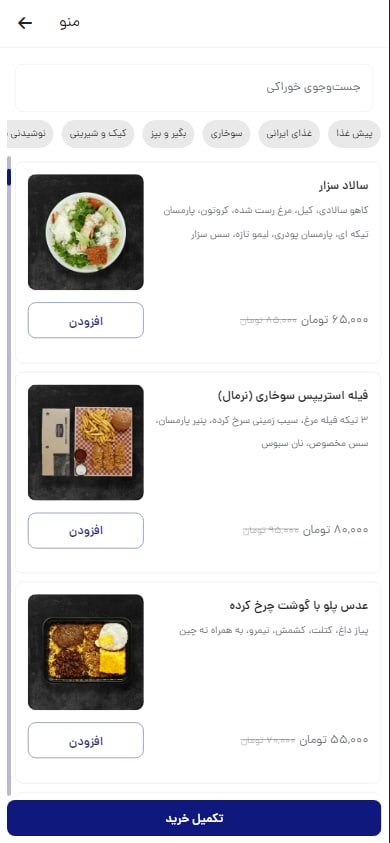 منو
جست‌وجوی خوراکی
پیش غذا
غذای ایرانی
سوخاری
بگیر و بپز
کیک و شیرینی
نوشیدنی
سالاد سزار
کاهو سالادی، کیل، مرغ رست شده، کروتون، پارمسان
تیکه ای، پارمسان پودری، لیمو تازه، سس سزار
۶۵,۰۰۰ تومان ۸۵,۰۰۰ تومان
افزودن
فیله استریپس سوخاری (نرمال)
۳ تیکه فیله مرغ، سیب زمینی سرخ کرده، پنیر پارمسان،
سس مخصوص، نان سبوس
۸۰,۰۰۰ تومان ۹۵,۰۰۰ تومان
افزودن
عدس پلو با گوشت چرخ کرده
پیاز داغ، کتلت، کشمش، نیمرو، به همراه ته چین
۵۵,۰۰۰ تومان ۷۰,۰۰۰ تومان
افزودن
تکمیل خرید